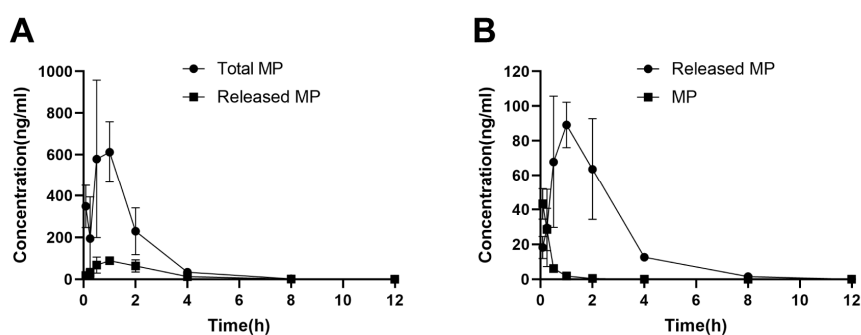 A
Total MP
Released MP
Concentration(ng/ml)
1000
800
600
400
200
0
0 2 4 6 8 10 12
Time(h)
B
Released MP
MP
Concentration(ng/ml)
120
100
80
60
40
20
0
0 2 4 6 8 10 12
Time(h)